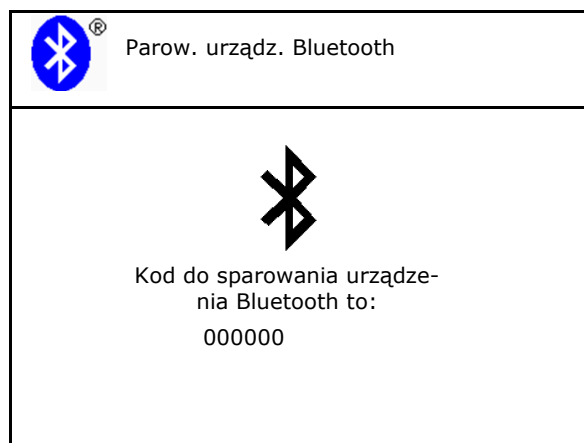 ®
Parow. urządz. Bluetooth
Kod do sparowania urządze-
nia Bluetooth to:
000000